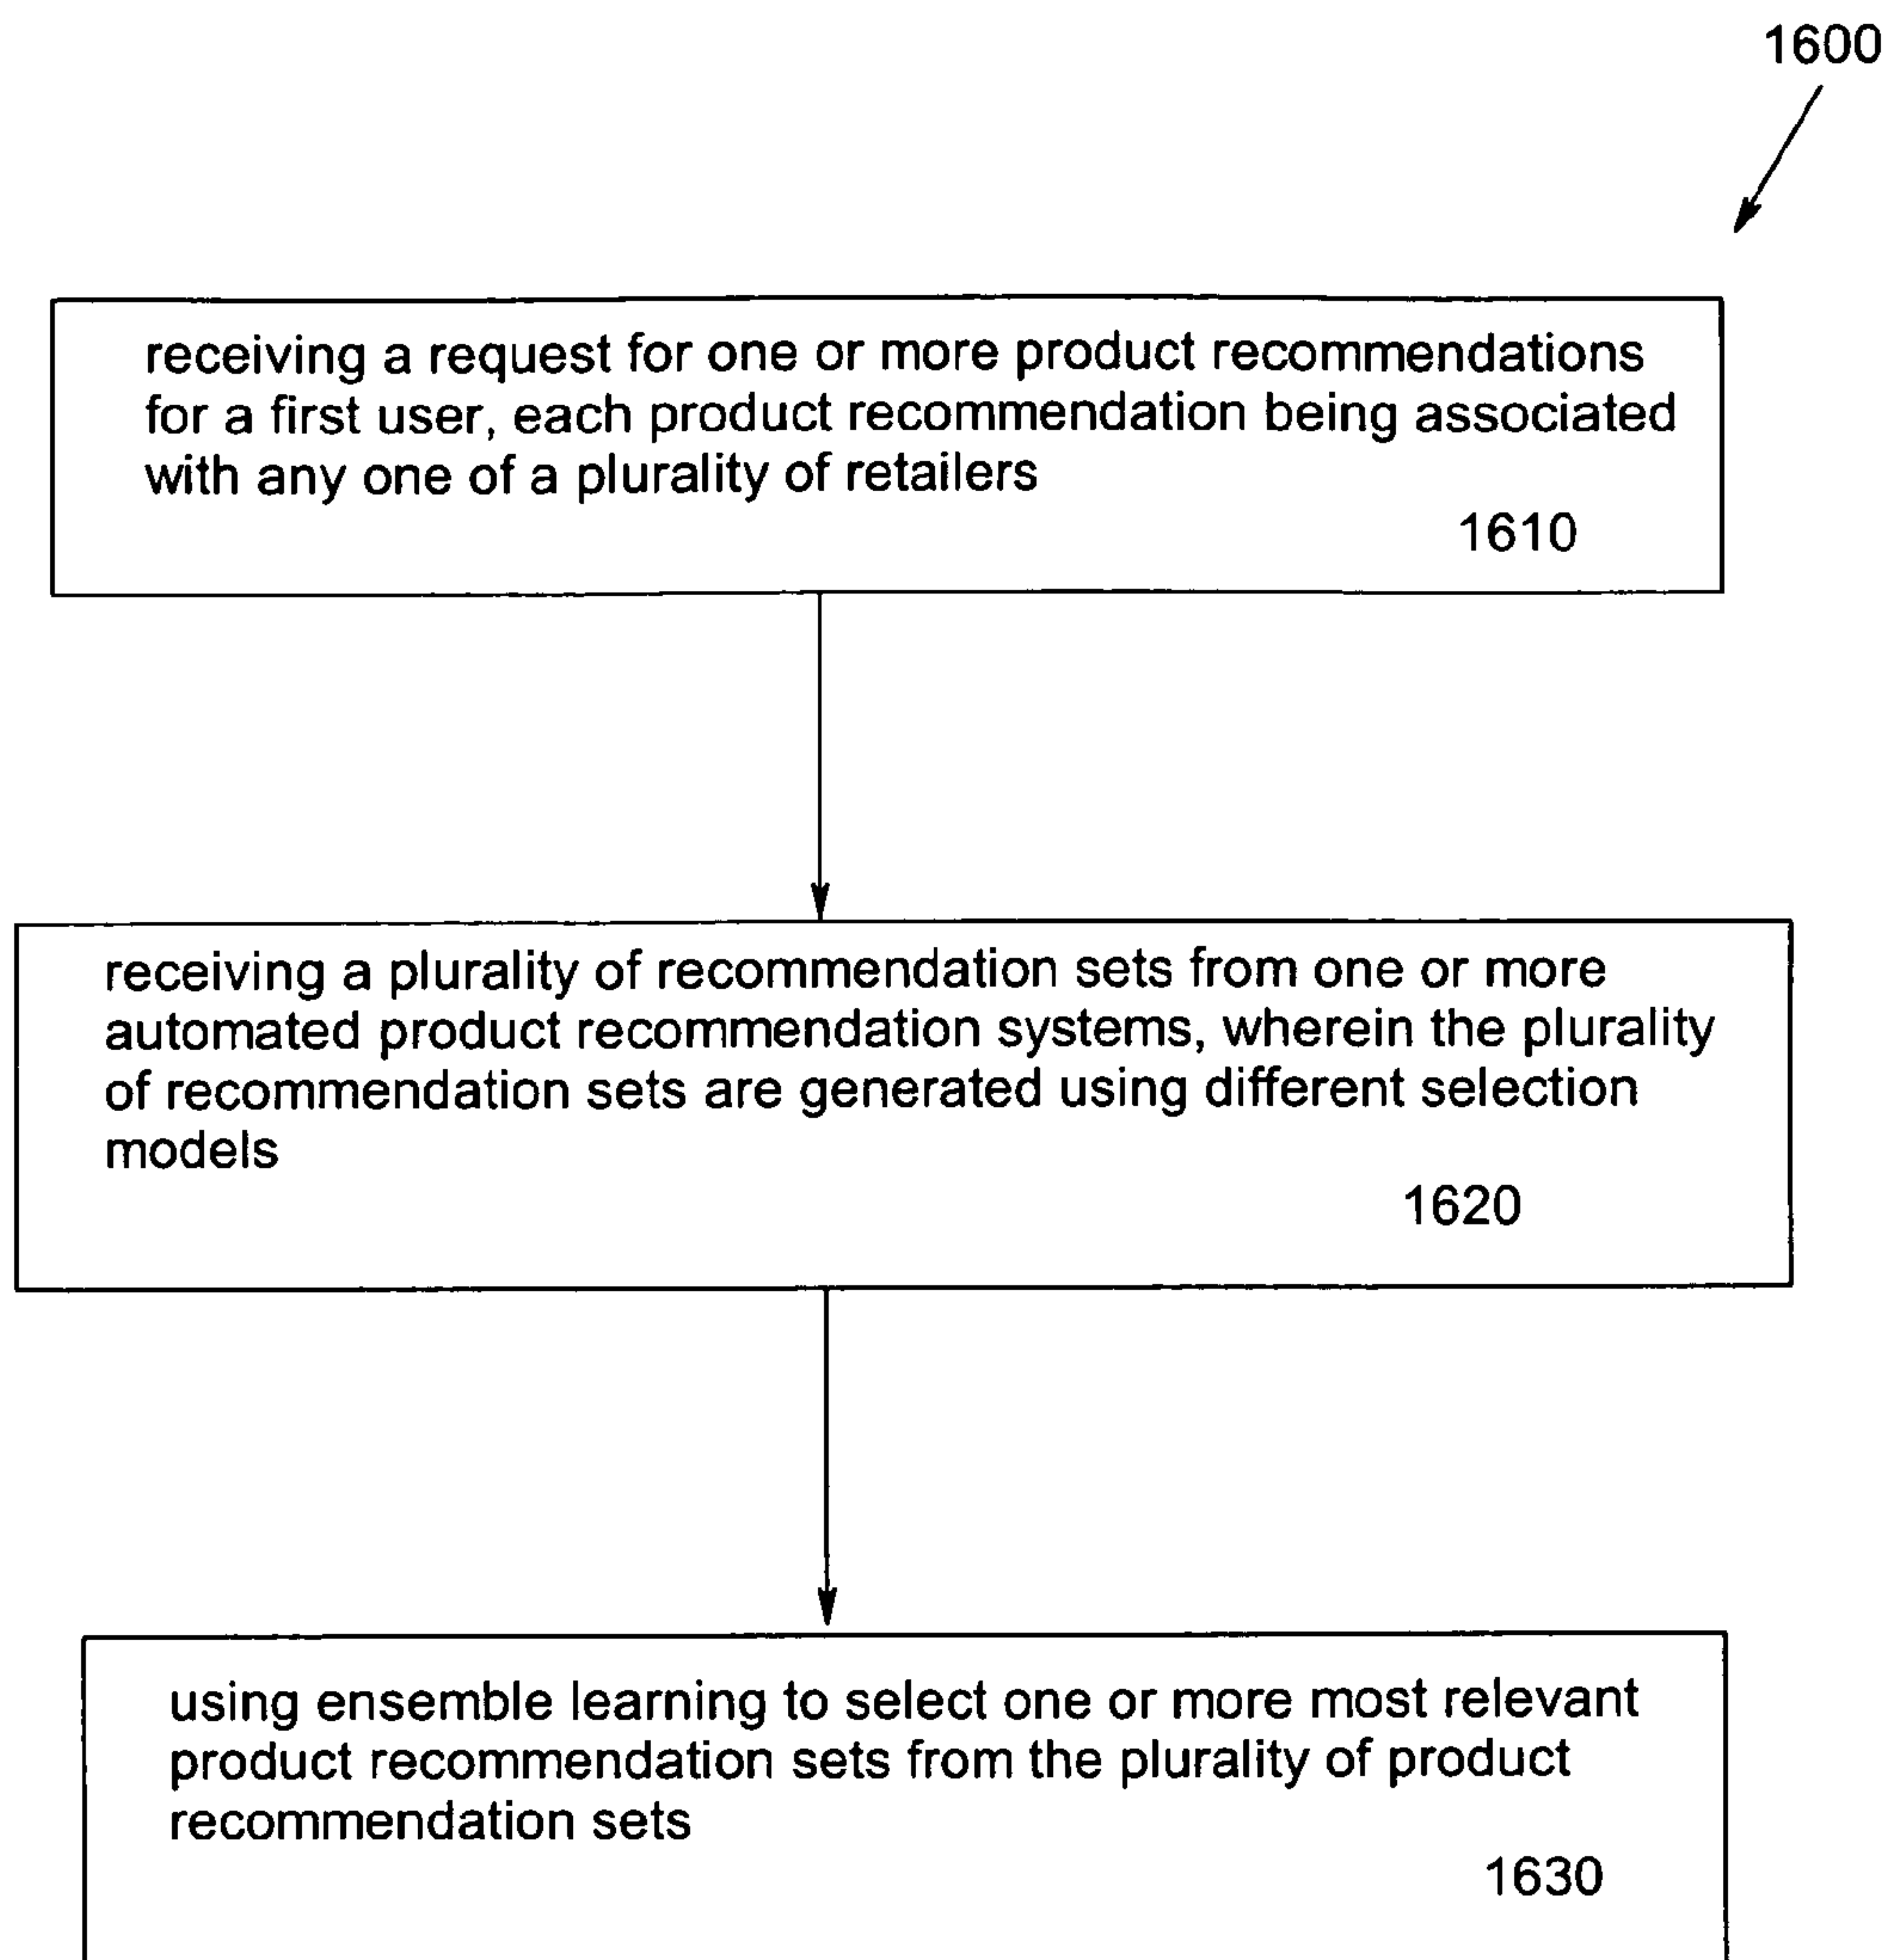 1600
receiving a request for one or more product recommendations
for a first user, each product recommendation being associated
with any one of a plurality of retailers
1610
receiving a plurality of recommendation sets from one or more
automated product recommendation systems, wherein the plurality
of recommendation sets are generated using different selection
models
1620
using ensemble learning to select one or more most relevant
product recommendation sets from the plurality of product
recommendation sets
1630